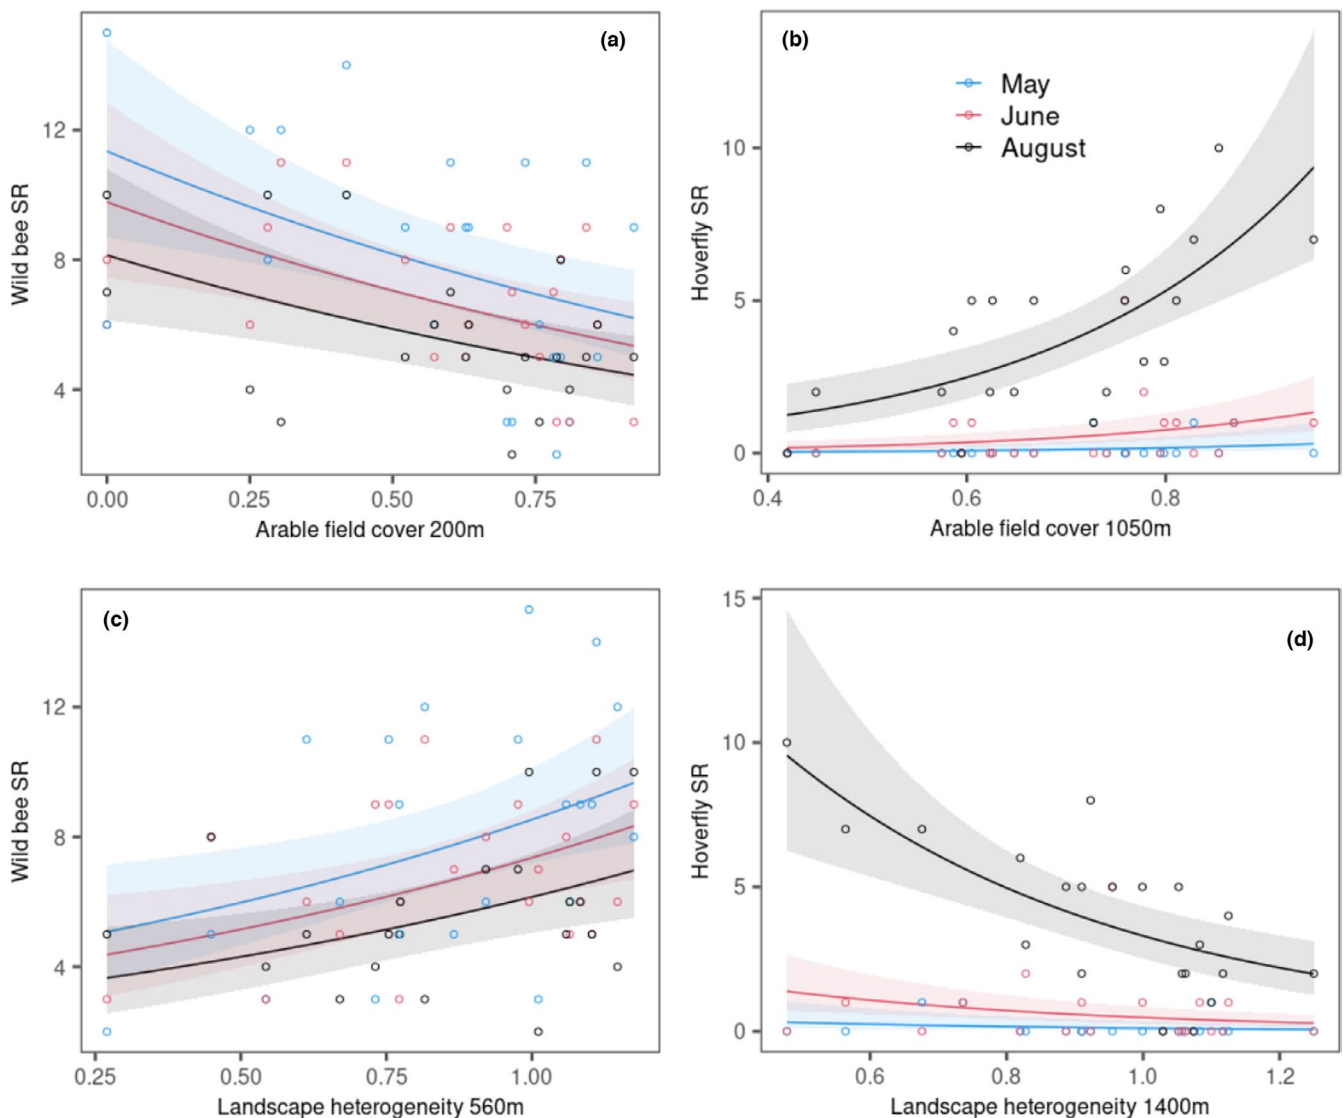 (a)
12
8
4
Wild bee SR
0.00 0.25 0.50 0.75
Arable field cover 200m
(b)
May
June
August
10
5
0
Hoverfly SR
0.4 0.6 0.8
Arable field cover 1050m
(c)
12
8
4
Wild bee SR
0.25 0.50 0.75 1.00
Landscape heterogeneity 560m
(d)
15
10
5
0
Hoverfly SR
0.6 0.8 1.0 1.2
Landscape heterogeneity 1400m